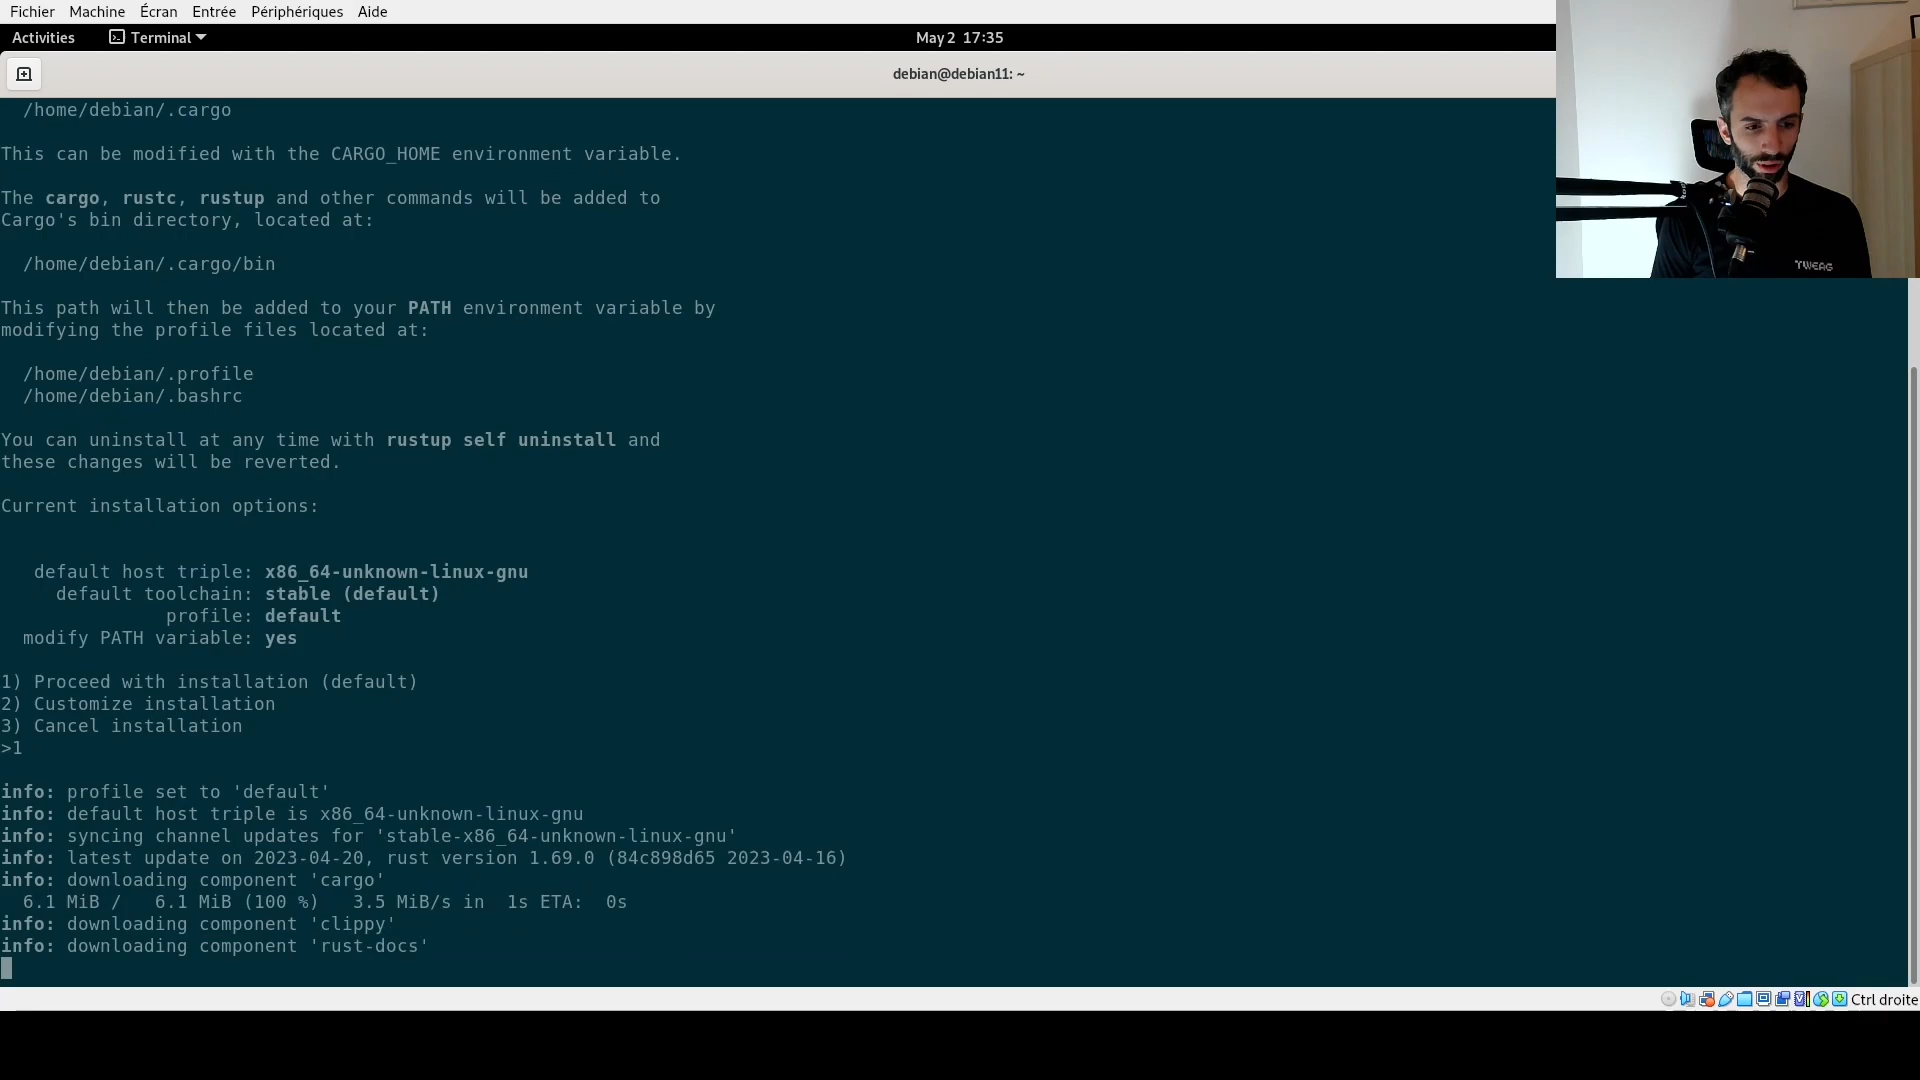 Fichier Machine Écran Entrée Périphériques Aide
Activities Terminal May 2 17:35
debian@debian11: ~
/home/debian/.cargo
This can be modified with the CARGO_HOME environment variable.
The cargo, rustc, rustup and other commands will be added to
Cargo's bin directory, located at:
/home/debian/.cargo/bin
This path will then be added to your PATH environment variable by
modifying the profile files located at:
/home/debian/.profile
/home/debian/.bashrc
You can uninstall at any time with rustup self uninstall and
these changes will be reverted.
Current installation options:
default host triple: x86_64-unknown-linux-gnu
default toolchain: stable (default)
profile: default
modify PATH variable: yes
1) Proceed with installation (default)
2) Customize installation
3) Cancel installation
>1
info: profile set to 'default'
info: default host triple is x86_64-unknown-linux-gnu
info: syncing channel updates for 'stable-x86_64-unknown-linux-gnu'
info: latest update on 2023-04-20, rust version 1.69.0 (84c898d65 2023-04-16)
info: downloading component 'cargo'
6.1 MiB / 6.1 MiB (100 %) 3.5 MiB/s in 1s ETA: 0s
info: downloading component 'clippy'
info: downloading component 'rust-docs'
TWEAG
Ctrl droite